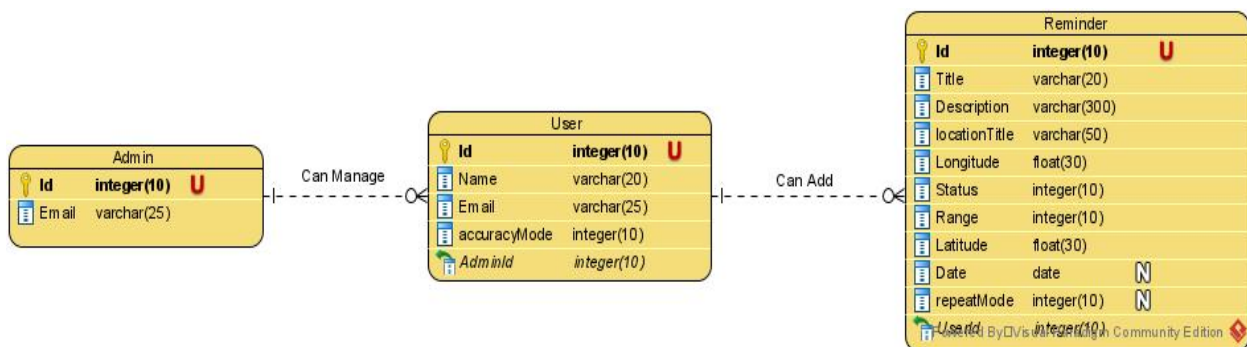 Admin
Id integer(10) U
Email varchar(25)
Can Manage
User
Id integer(10) U
Name varchar(20)
Email varchar(25)
accuracyMode integer(10)
AdminId integer(10)
Can Add
Reminder
Id integer(10) U
Title varchar(20)
Description varchar(300)
locationTitle varchar(50)
Longitude float(30)
Status integer(10)
Range integer(10)
Latitude float(30)
Date date N
repeatMode integer(10) N
integer(10)
Community Edition